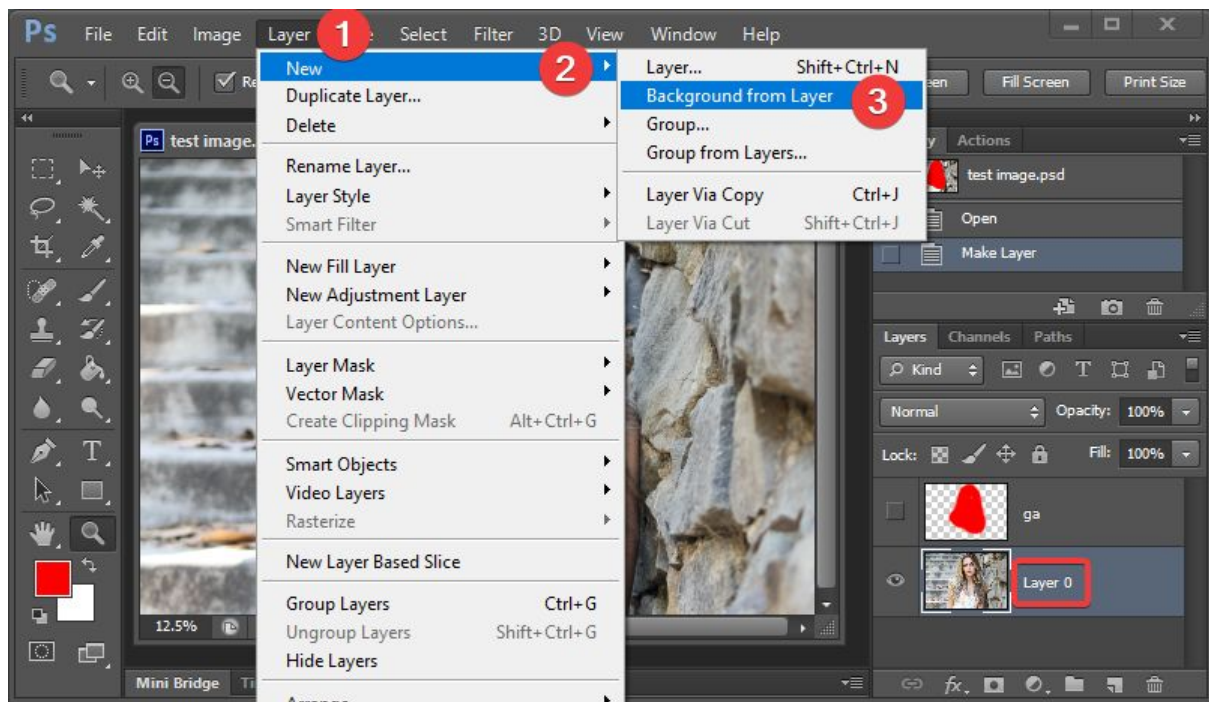 Ps File Edit Image Layer 1 Select Filter 3D View Window Help
Fill Screen Print Size
New 2
Duplicate Layer...
Delete
Rename Layer...
Layer Style
Smart Filter
New Fill Layer
New Adjustment Layer
Layer Content Options...
Layer Mask
Vector Mask
Create Clipping Mask Alt+Ctrl+G
Smart Objects
Video Layers
Rasterize
New Layer Based Slice
Group Layers Ctrl+G
Ungroup Layers Shift+Ctrl+G
Hide Layers
Layer... Shift+Ctrl+N
Background from Layer 3
Group...
Group from Layers...
Layer Via Copy Ctrl+J
Layer Via Cut Shift+Ctrl+J
Ps test image.
12.5%
Mini Bridge
Actions
test image.psd
Open
Make Layer
Layers Channels Paths
Kind T
Normal Opacity: 100%
Lock: Fill: 100%
ga
Layer 0
fx